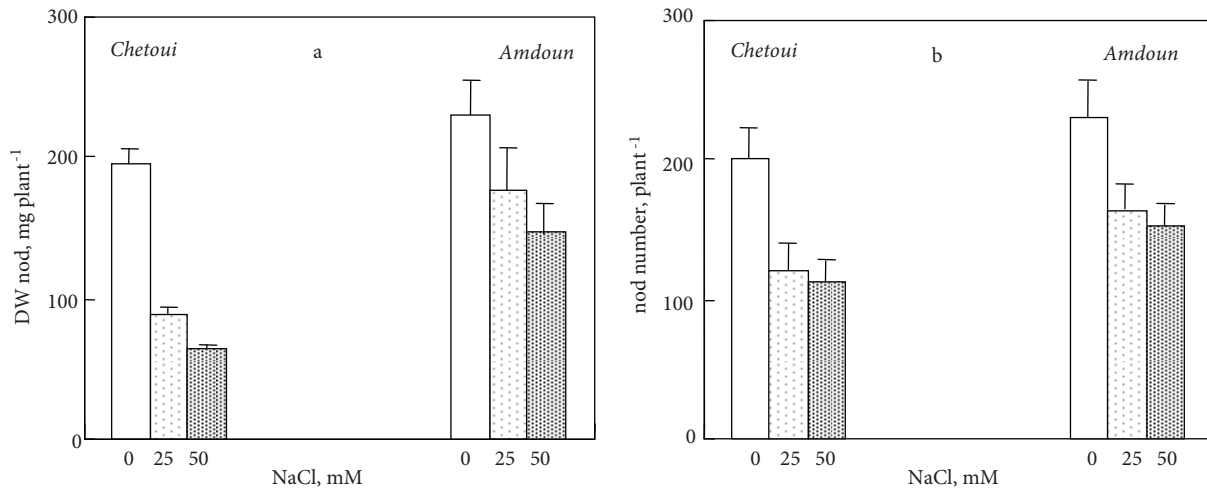 300
200
100
0
DW nod, mg plant⁻¹
Chetoui
a
Amdoun
0 25 50
0 25 50
NaCl, mM
300
200
100
0
nod number, plant⁻¹
Chetoui
b
Amdoun
0 25 50
0 25 50
NaCl, mM